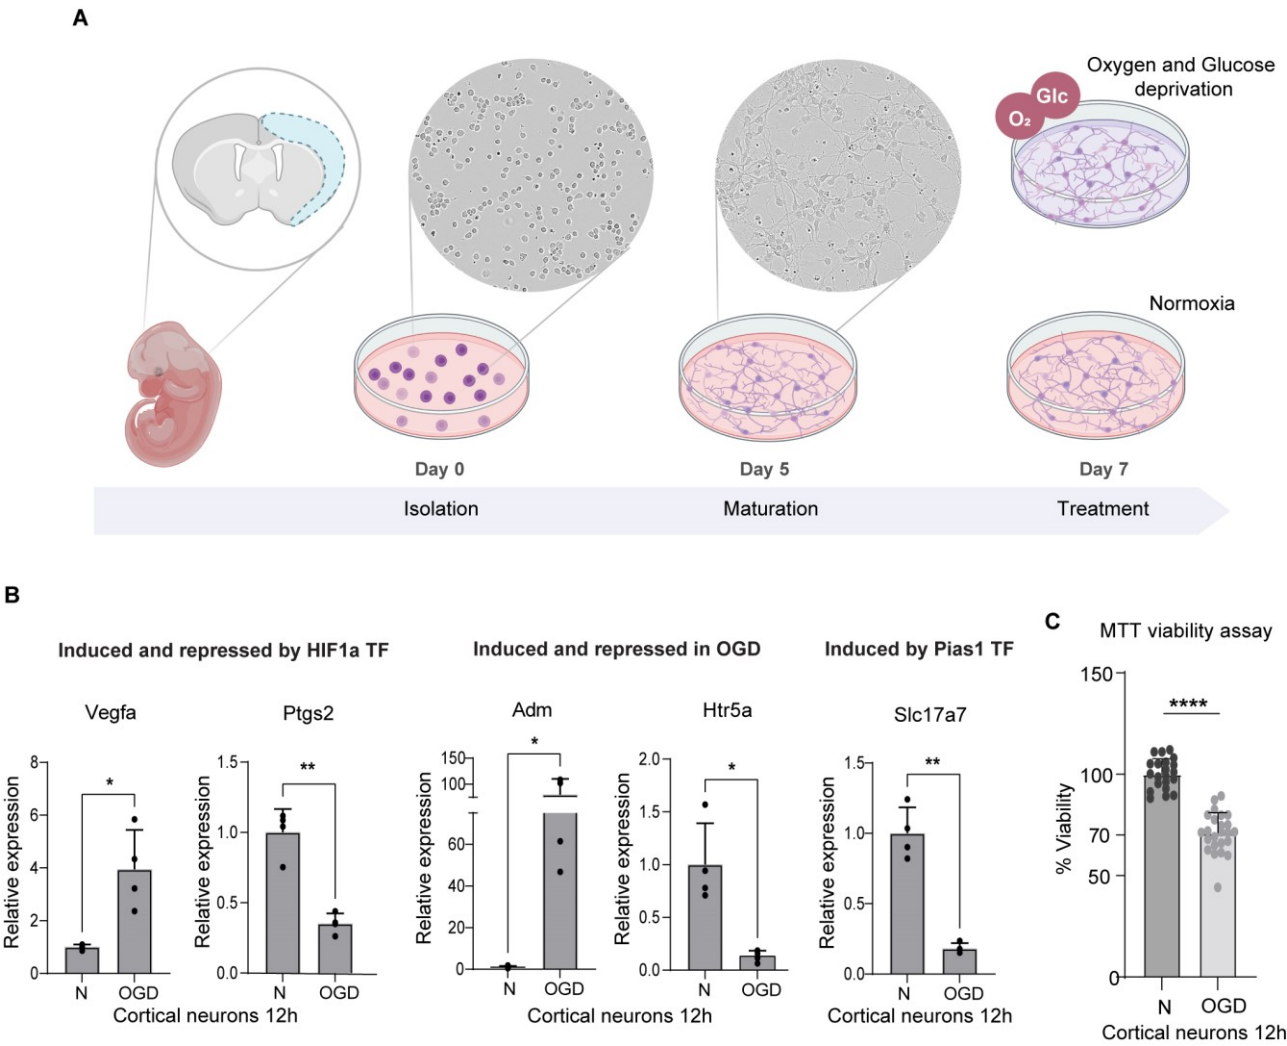 A
Oxygen and Glucose
deprivation
Glc
O₂
Normoxia
Day 0
Day 5
Day 7
Isolation
Maturation
Treatment
B
Induced and repressed by HIF1a TF
Induced and repressed in OGD
Induced by Pias1 TF
Vegfa
Relative expression
8
6
4
2
0
*
N
OGD
Ptgs2
Relative expression
1.5
1.0
0.5
0.0
**
N
OGD
Cortical neurons 12h
Adm
Relative expression
150
100
60
40
20
0
*
N
OGD
Htr5a
Relative expression
2.0
1.5
1.0
0.5
0.0
*
N
OGD
Cortical neurons 12h
Slc17a7
Relative expression
1.5
1.0
0.5
0.0
**
N
OGD
Cortical neurons 12h
C
MTT viability assay
% Viability
150
100
70
50
0
****
N
OGD
Cortical neurons 12h